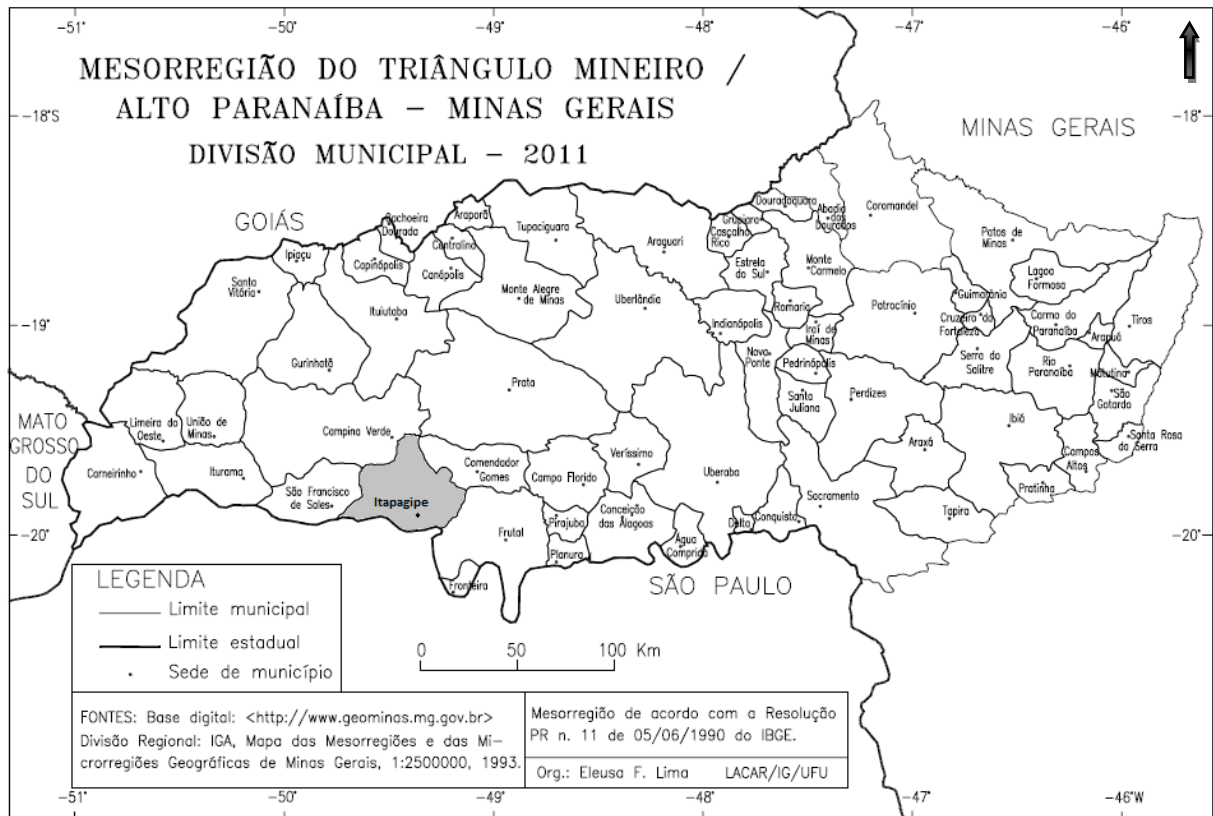 -51° -50° -49° -48° -47° -46°
MESORREGIÃO DO TRIÂNGULO MINEIRO /
ALTO PARANAÍBA – MINAS GERAIS
DIVISÃO MUNICIPAL – 2011
-18°S
-18°
MINAS GERAIS
GOIÁS
Cachoeira
Dourada
Araporã
Tupaciguara
Araguari
Douradoquara
Grupiara
Cascalho
Rico
Abadia
dos
Dourados
Coromandel
Patos de
Minas
Ipiaçu
Capinópolis
Centralina
Canápolis
Santa
Vitória
Ituiutaba
Monte Alegre
de Minas
Uberlândia
Estrela
do Sul
Monte
Carmelo
Romaria
Indianópolis
Iraí de
Minas
Patrocínio
Guimarânia
Cruzeiro da
Fortaleza
Lagoa
Formosa
Carmo do
Paranaíba
Arapuá
Tiros
-19°
-19°
Gurinhatã
Prata
Nova
Ponte
Pedrinópolis
Santa
Juliana
Perdizes
Serra do
Salitre
Rio
Paranaíba
Matutina
São
Gotardo
Ibiá
MATO
GROSSO
DO
SUL
Limeira do
Oeste
União de
Minas
Campina Verde
Carneirinho
Iturama
São Francisco
de Sales
Itapagipe
Comendador
Gomes
Campo Florido
Veríssimo
Uberaba
Araxá
Campos
Altos
Santa Rosa
da Serra
Pratinha
Sacramento
Tapira
Frutal
Pirajuba
Conceição
das Alagoas
Planura
Água
Comprida
Delta
Conquista
Fronteira
-20°
-20°
SÃO PAULO
LEGENDA
Limite municipal
Limite estadual
Sede de município
0 50 100 Km
FONTES: Base digital: <http://www.geominas.mg.gov.br>
Divisão Regional: IGA, Mapa das Mesorregiões e das Mi–
crorregiões Geográficas de Minas Gerais, 1:2500000, 1993.
Mesorregião de acordo com a Resolução
PR n. 11 de 05/06/1990 do IBGE.
Org.: Eleusa F. Lima LACAR/IG/UFU
-51° -50° -49° -48° -47° -46°W